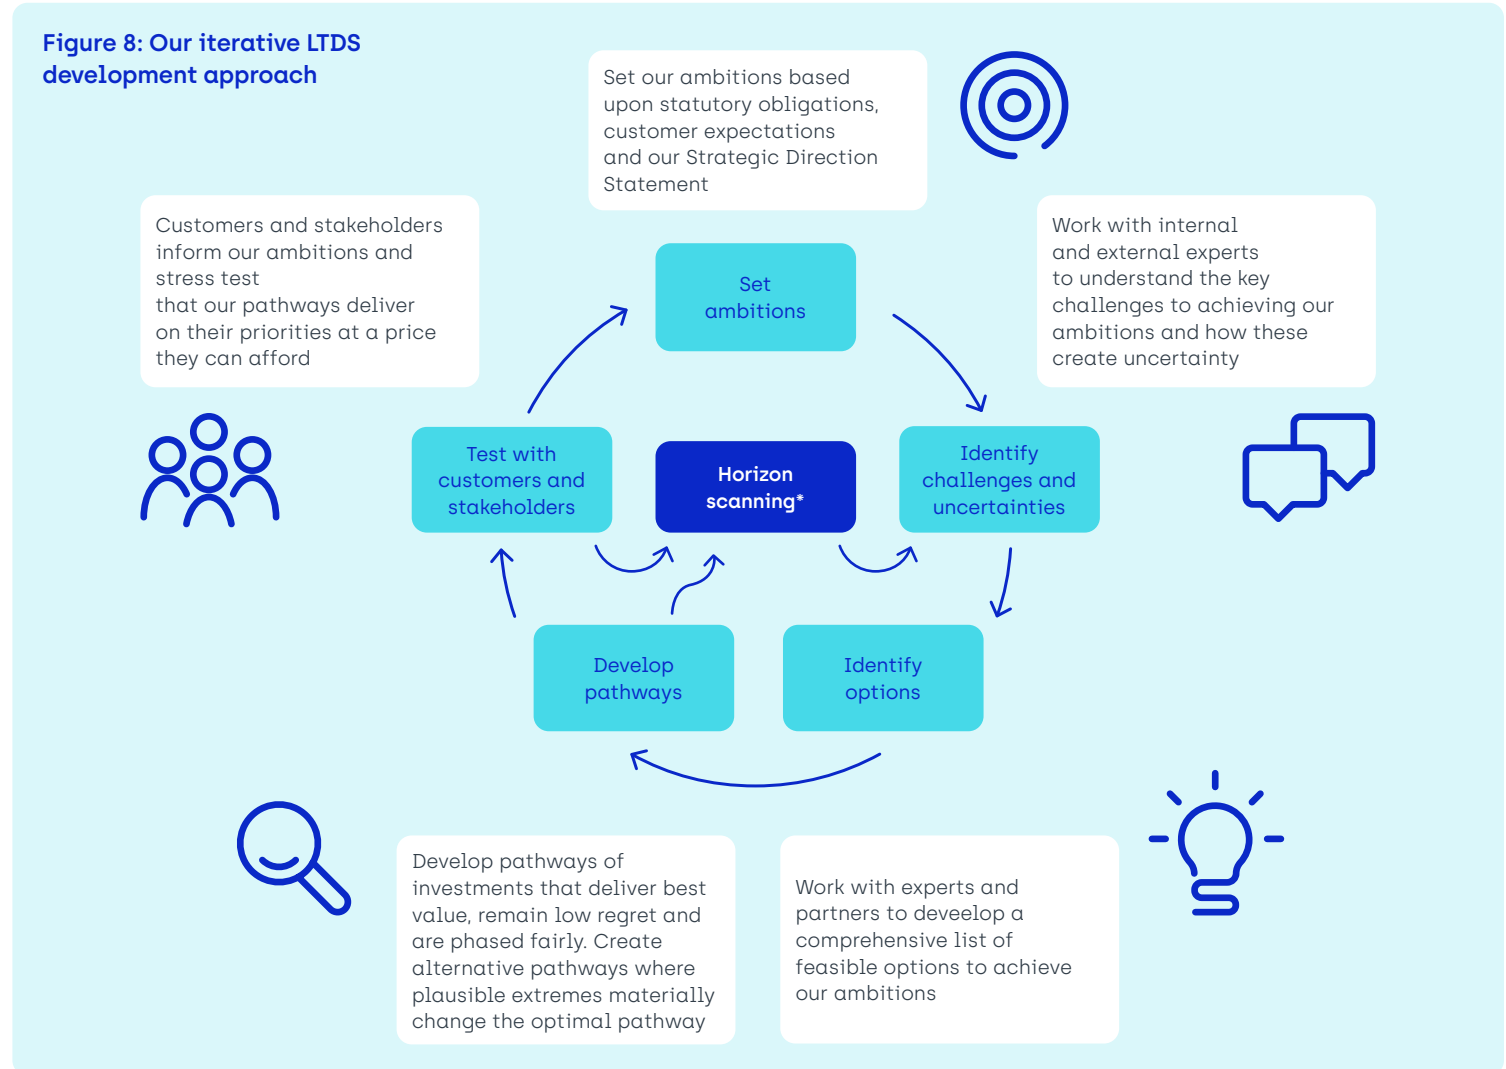 Figure 8: Our iterative LTDS
development approach
Set our ambitions based
upon statutory obligations,
customer expectations
and our Strategic Direction
Statement
Customers and stakeholders
inform our ambitions and
stress test
that our pathways deliver
on their priorities at a price
they can afford
Work with internal
and external experts
to understand the key
challenges to achieving our
ambitions and how these
create uncertainty
Set
ambitions
Test with
customers and
stakeholders
Horizon
scanning*
Identify
challenges and
uncertainties
Develop
pathways
Identify
options
Develop pathways of
investments that deliver best
value, remain low regret and
are phased fairly. Create
alternative pathways where
plausible extremes materially
change the optimal pathway
Work with experts and
partners to deveelop a
comprehensive list of
feasible options to achieve
our ambitions